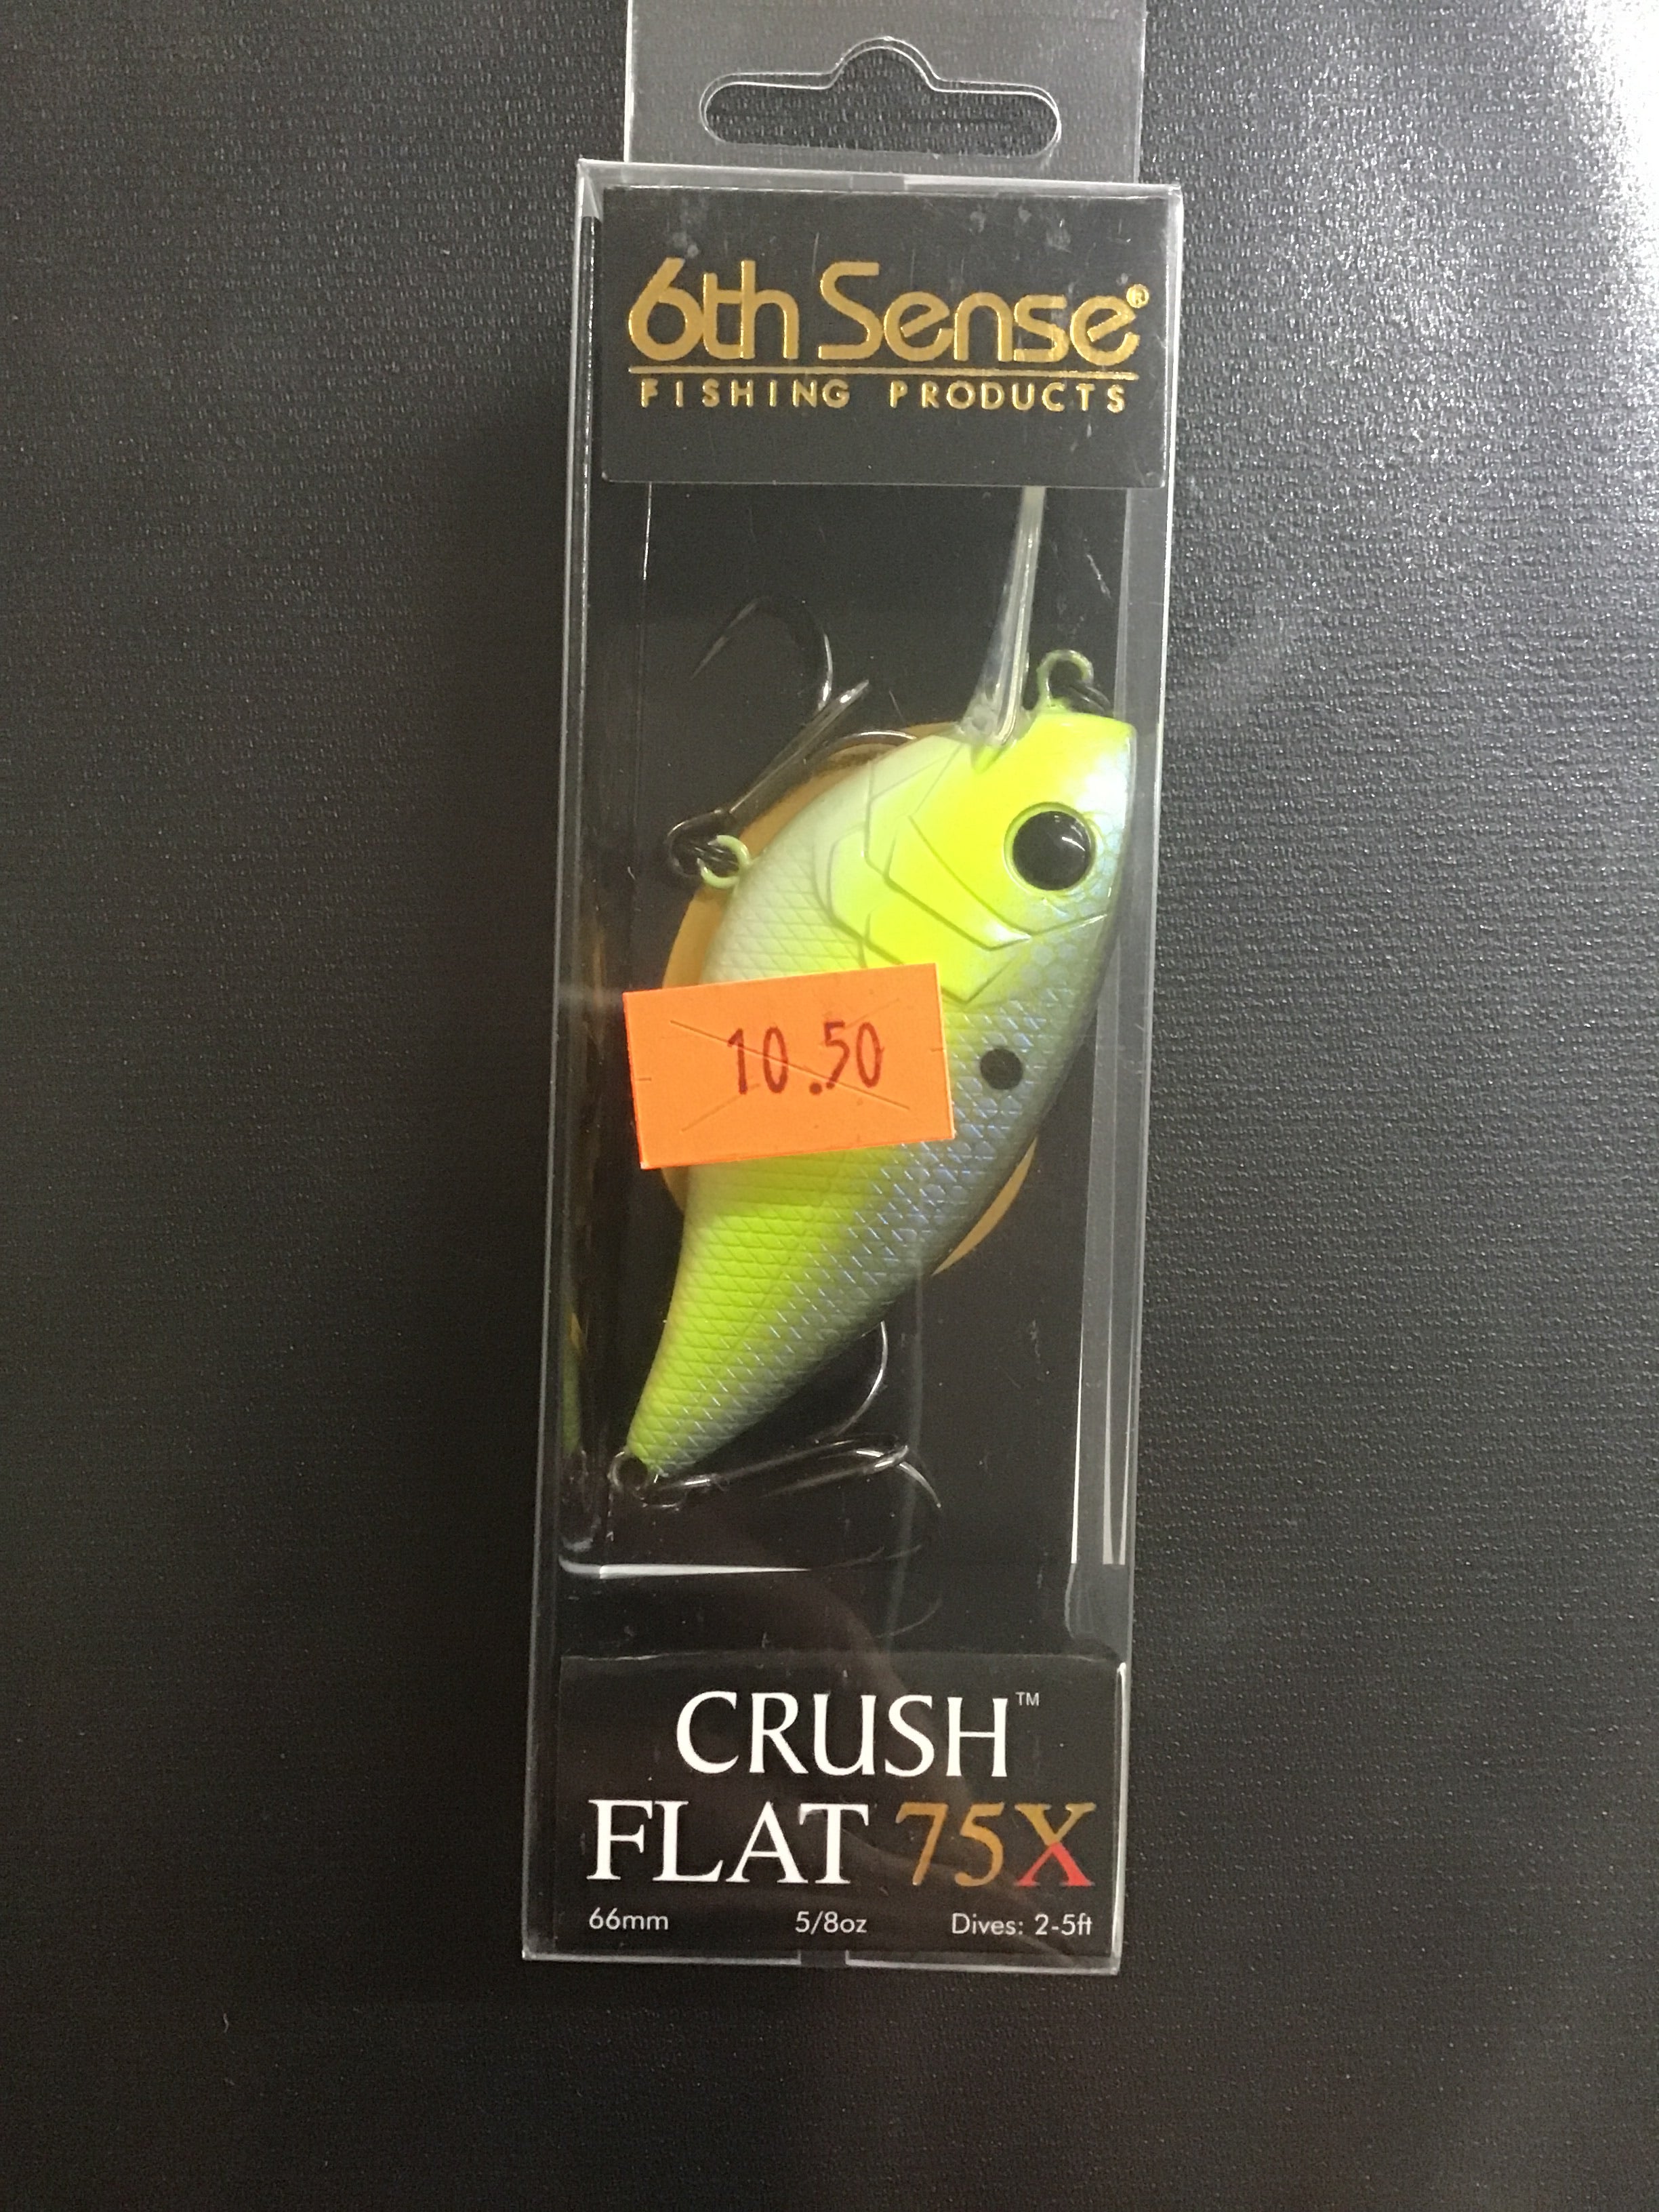 6th Sense®
FISHING PRODUCTS
10.50
CRUSH™
FLAT 75X
66mm 5/8oz Dives: 2-5ft